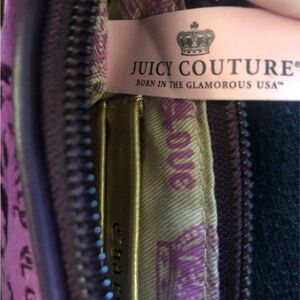 JUICY COUTURE®
BORN IN THE GLAMOROUS USA™
LOVE